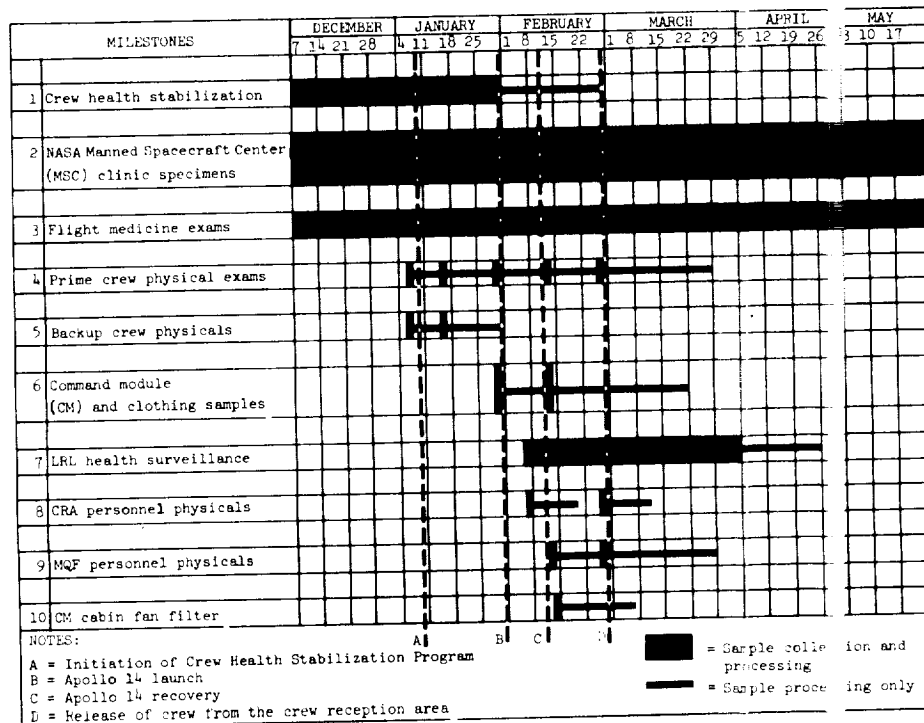 DECEMBER JANUARY FEBRUARY MARCH APRIL MAY
MILESTONES
7 14 21 28 4 11 18 25 1 8 15 22 1 8 15 22 29 5 12 19 26 3 10 17
1 Crew health stabilization
2 NASA Manned Spacecraft Center
(MSC) clinic specimens
3 Flight medicine exams
4 Prime crew physical exams
5 Backup crew physicals
6 Command module
(CM) and clothing samples
7 LRL health surveillance
8 CRA personnel physicals
9 MQF personnel physicals
10 CM cabin fan filter
A B C D
NOTES:
A = Initiation of Crew Health Stabilization Program
B = Apollo 14 launch
C = Apollo 14 recovery
D = Release of crew from the crew reception area
= Sample collection and
processing
= Sample processing only